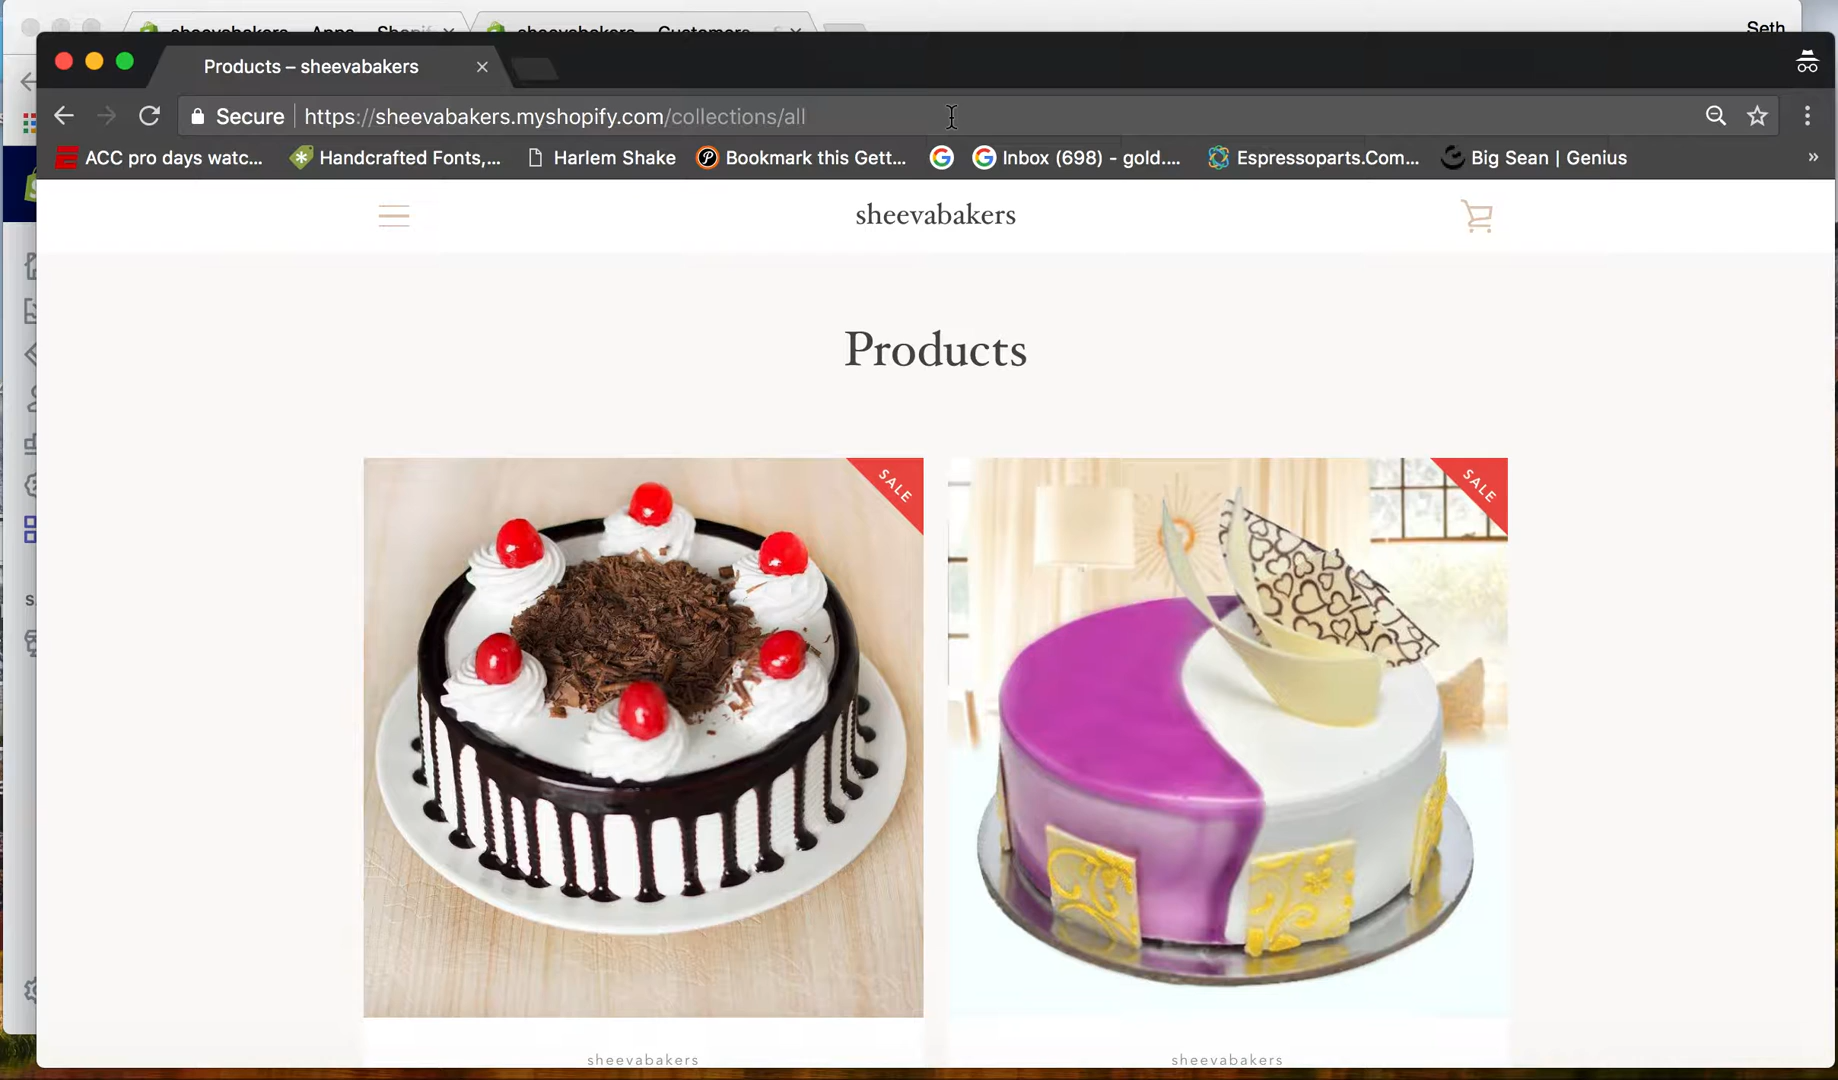 Seth
Products – sheevabakers
Secure https://sheevabakers.myshopify.com/collections/all
ACC pro days watc... Handcrafted Fonts,... Harlem Shake Bookmark this Gett... Inbox (698) - gold.... Espressoparts.Com... Big Sean | Genius »
sheevabakers
Products
SALE SALE
sheevabakers sheevabakers